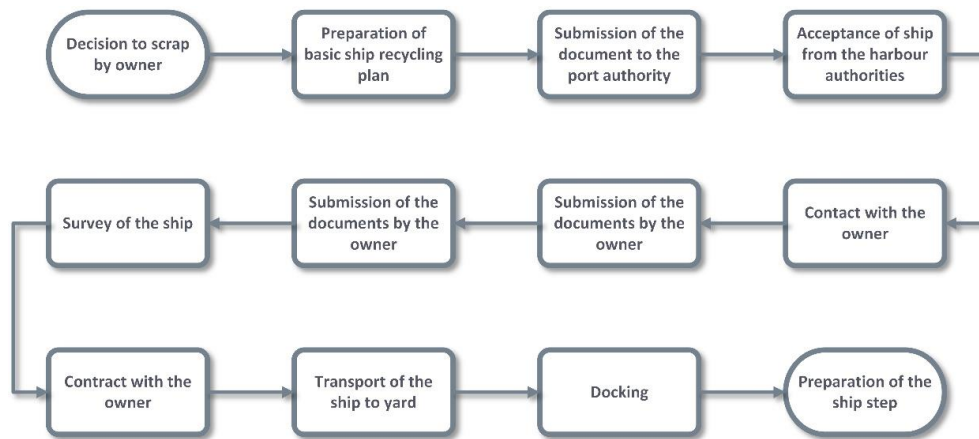 Decision to scrap
by owner
Preparation of
basic ship recycling
plan
Submission of the
document to the
port authority
Acceptance of ship
from the harbour
authorities
Contact with the
owner
Submission of the
documents by the
owner
Submission of the
documents by the
owner
Survey of the ship
Contract with the
owner
Transport of the
ship to yard
Docking
Preparation of the
ship step